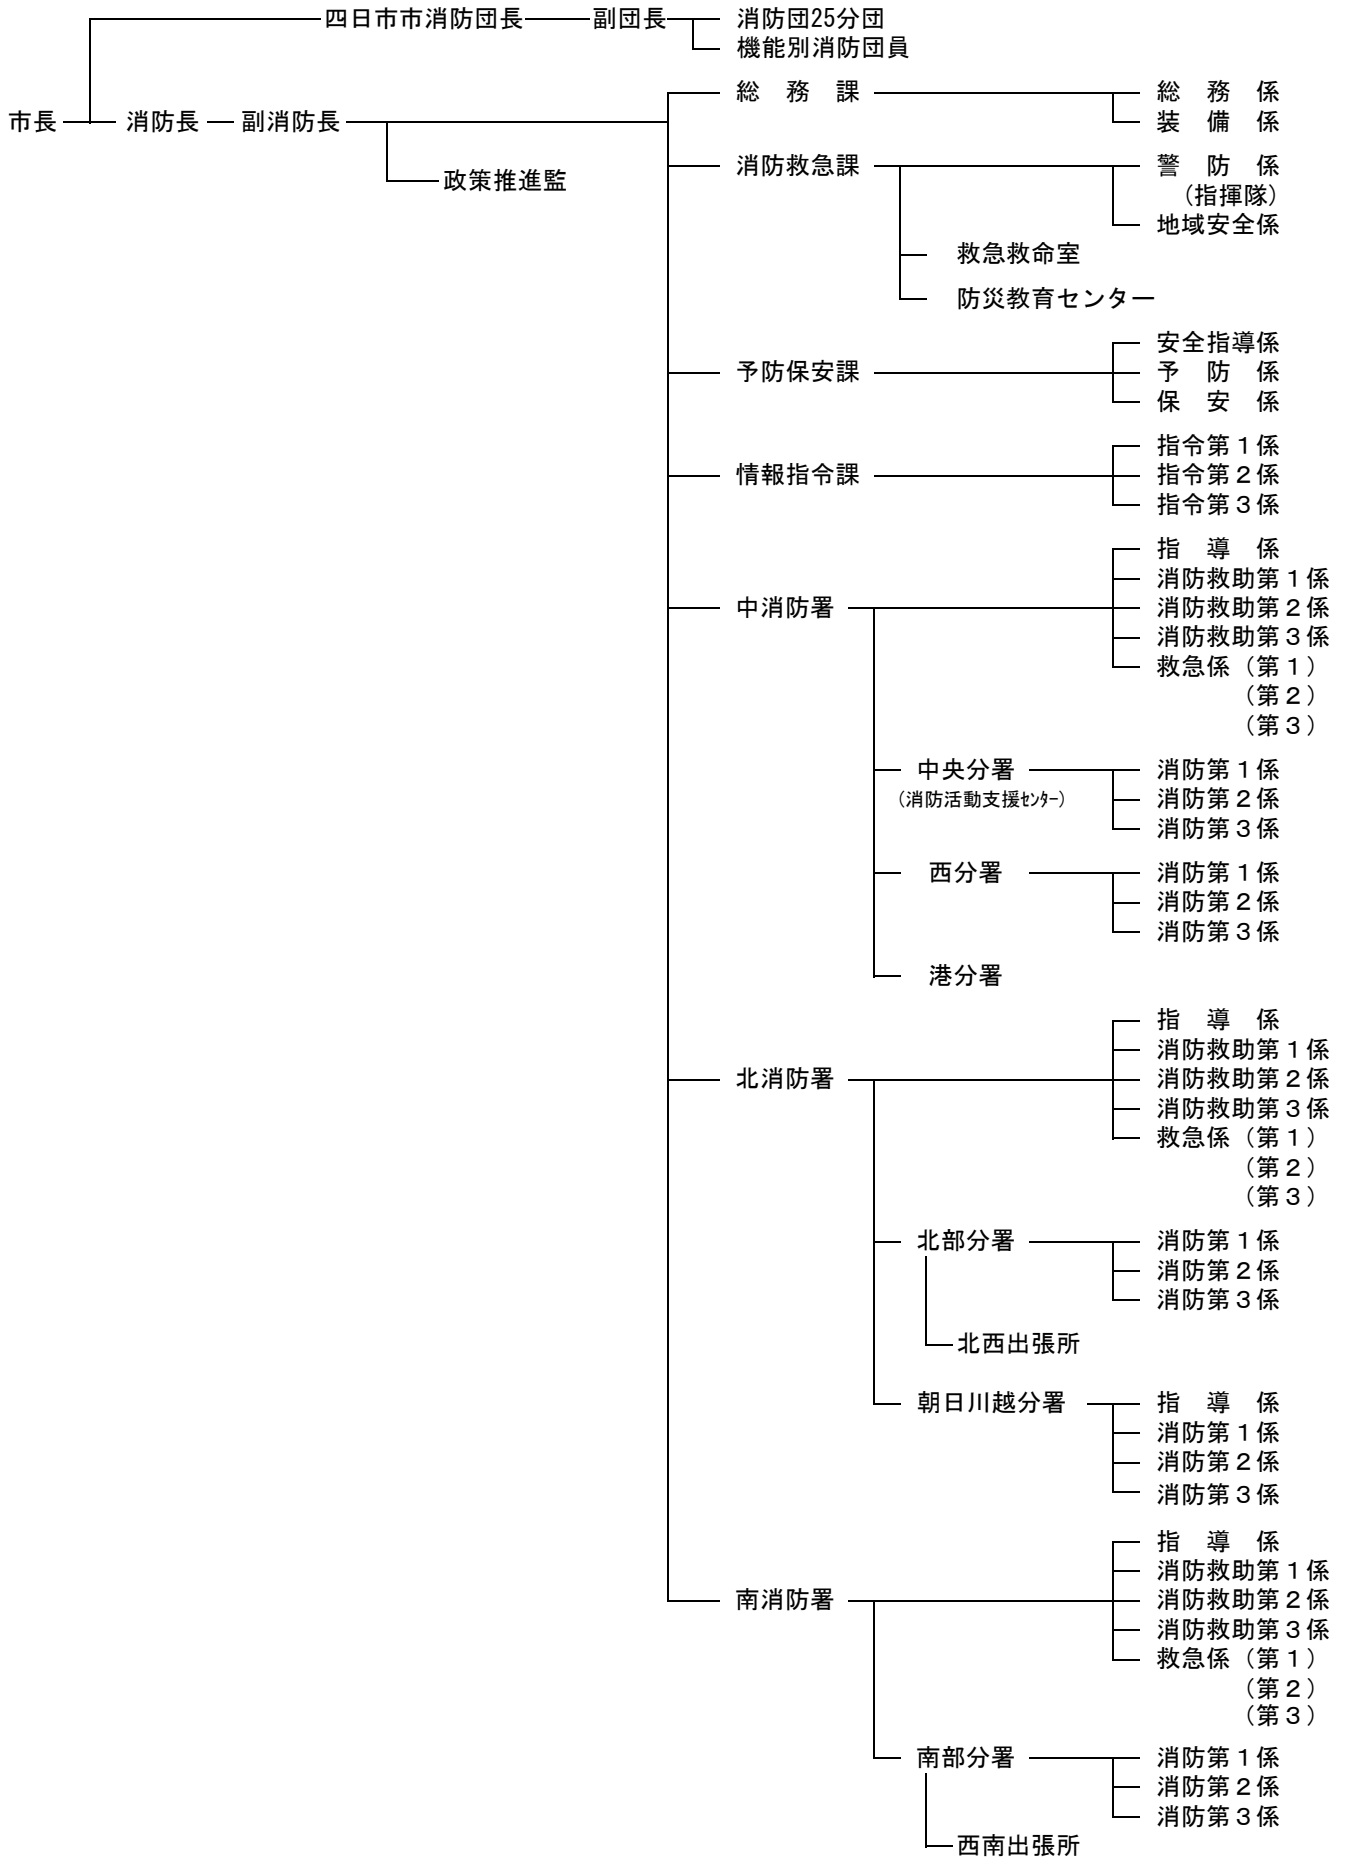 四日市市消防団長 副団長 消防団25分団
機能別消防団員
総　務　課 総　務　係
市長 消防長 副消防長 装　備　係
消防救急課 警　防　係
政策推進監
（指揮隊）
地域安全係
救急救命室
防災教育センター
安全指導係
予防保安課 予　防　係
保　安　係
指令第１係
情報指令課 指令第２係
指令第３係
指　導　係
消防救助第１係
中消防署 消防救助第２係
消防救助第３係
救急係（第１）
（第２）
（第３）
中央分署 消防第１係
（消防活動支援ｾﾝﾀｰ） 消防第２係
消防第３係
西分署 消防第１係
消防第２係
消防第３係
港分署
指　導　係
消防救助第１係
北消防署 消防救助第２係
消防救助第３係
救急係（第１）
（第２）
（第３）
北部分署 消防第１係
消防第２係
消防第３係
北西出張所
朝日川越分署 指　導　係
消防第１係
消防第２係
消防第３係
指　導　係
消防救助第１係
南消防署 消防救助第２係
消防救助第３係
救急係（第１）
（第２）
（第３）
南部分署 消防第１係
消防第２係
消防第３係
西南出張所